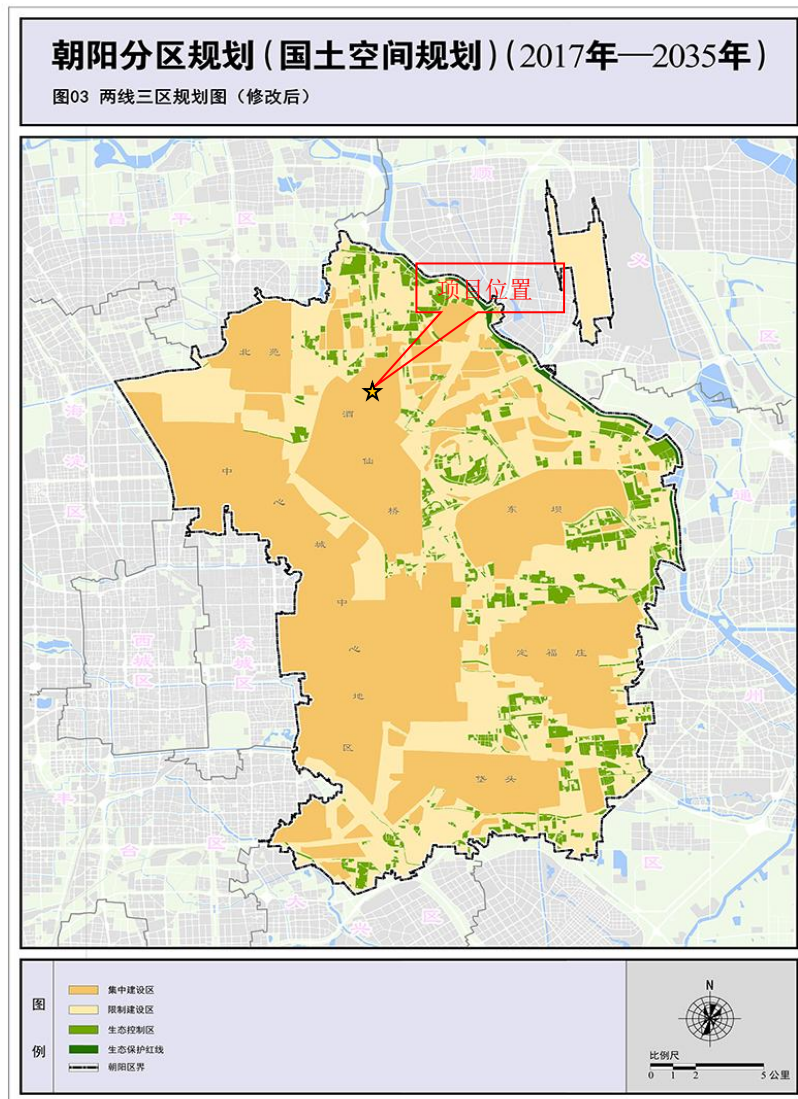 朝阳分区规划(国土空间规划)(2017年—2035年)
图03 两线三区规划图(修改后)
顺
昌平区
义
项目位置
区
北苑
海淀区
酒仙桥
中心城
通
东坝
中心地区
西城区
东城区
定福庄
州
垡头
丰
台区
区
大兴区
图例
集中建设区
限制建设区
生态控制区
生态保护红线
朝阳区界
N
比例尺
0 1 2 5 公里